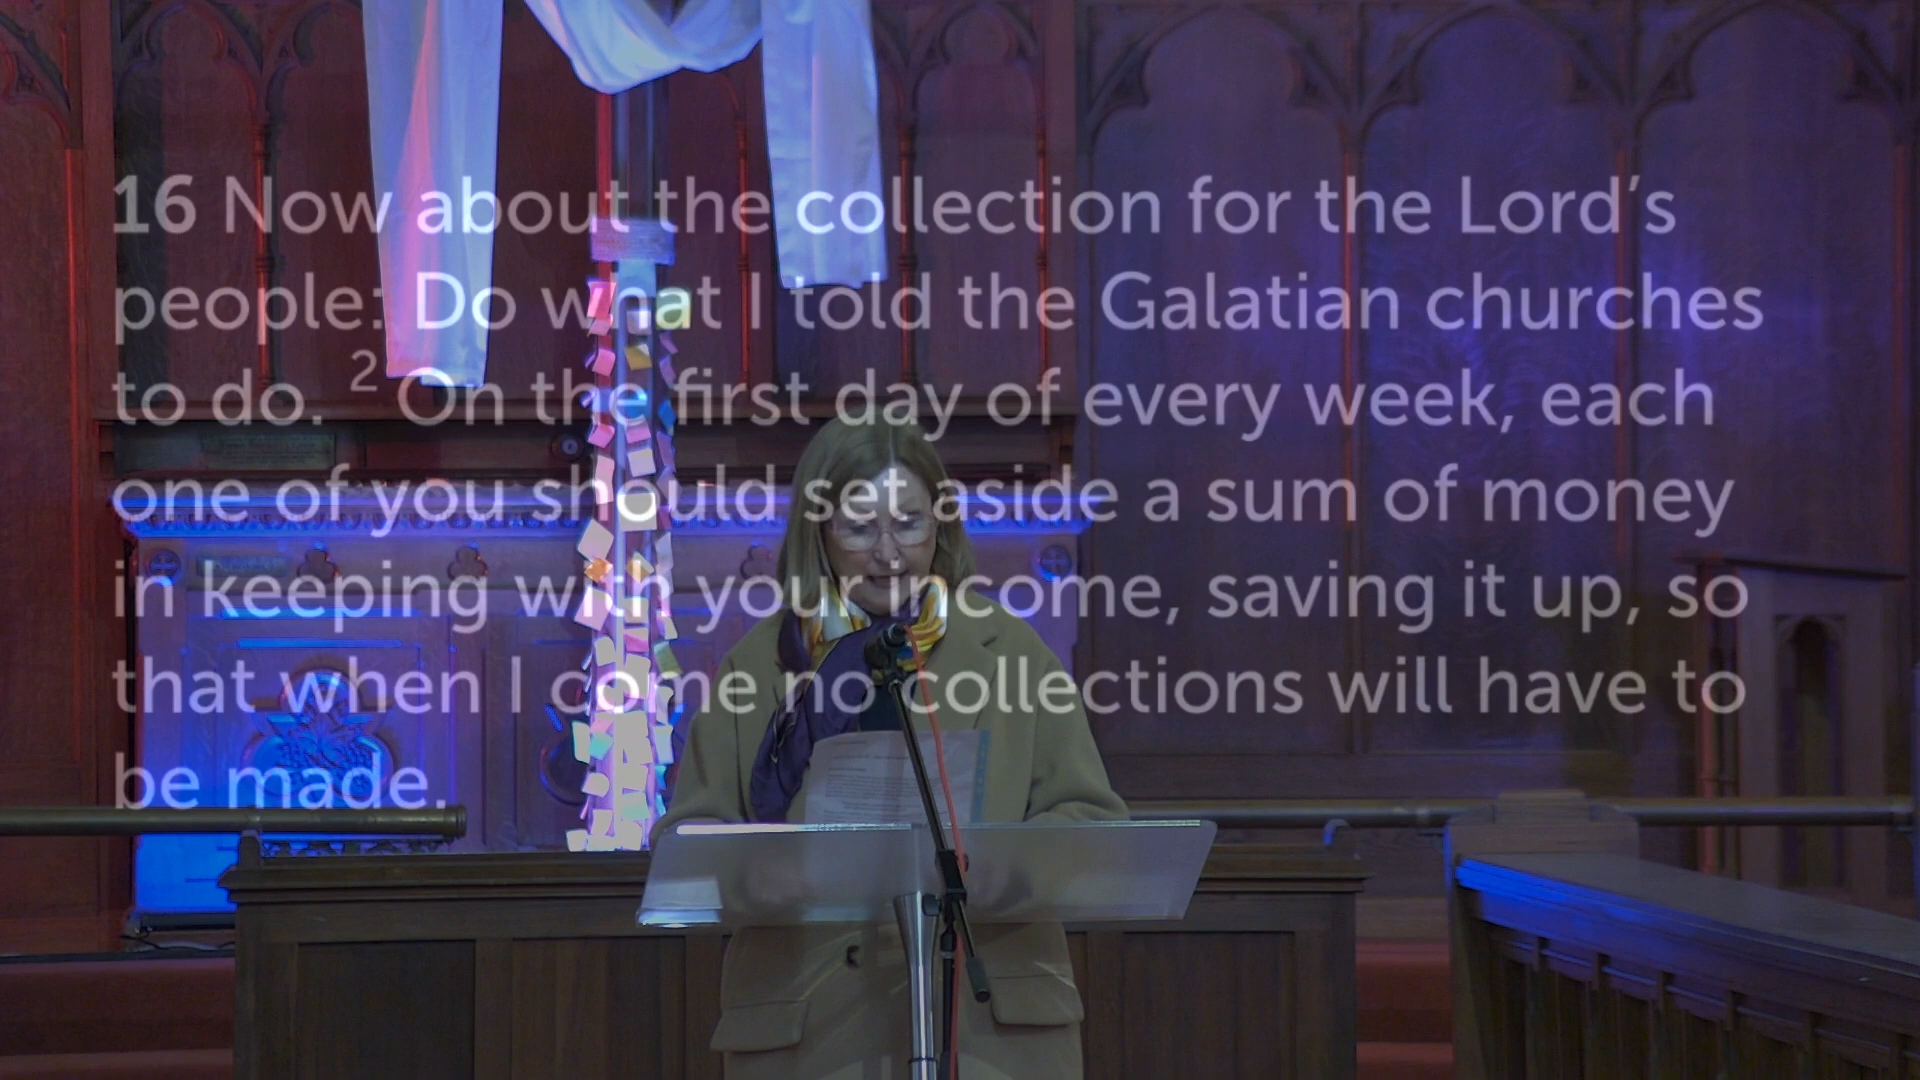 16 Now about the collection for the Lord’s
people: Do what I told the Galatian churches
to do. ² On the first day of every week, each
one of you should set aside a sum of money
in keeping with your income, saving it up, so
that when I come no collections will have to
be made.